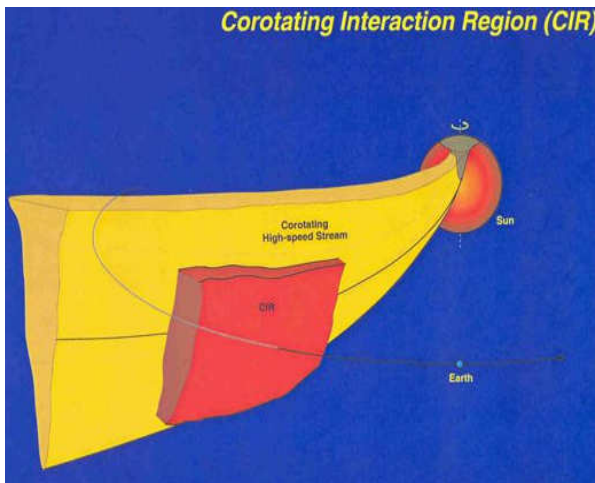 Corotating Interaction Region (CIR)
Sun
Corotating
High-speed Stream
CIR
Earth